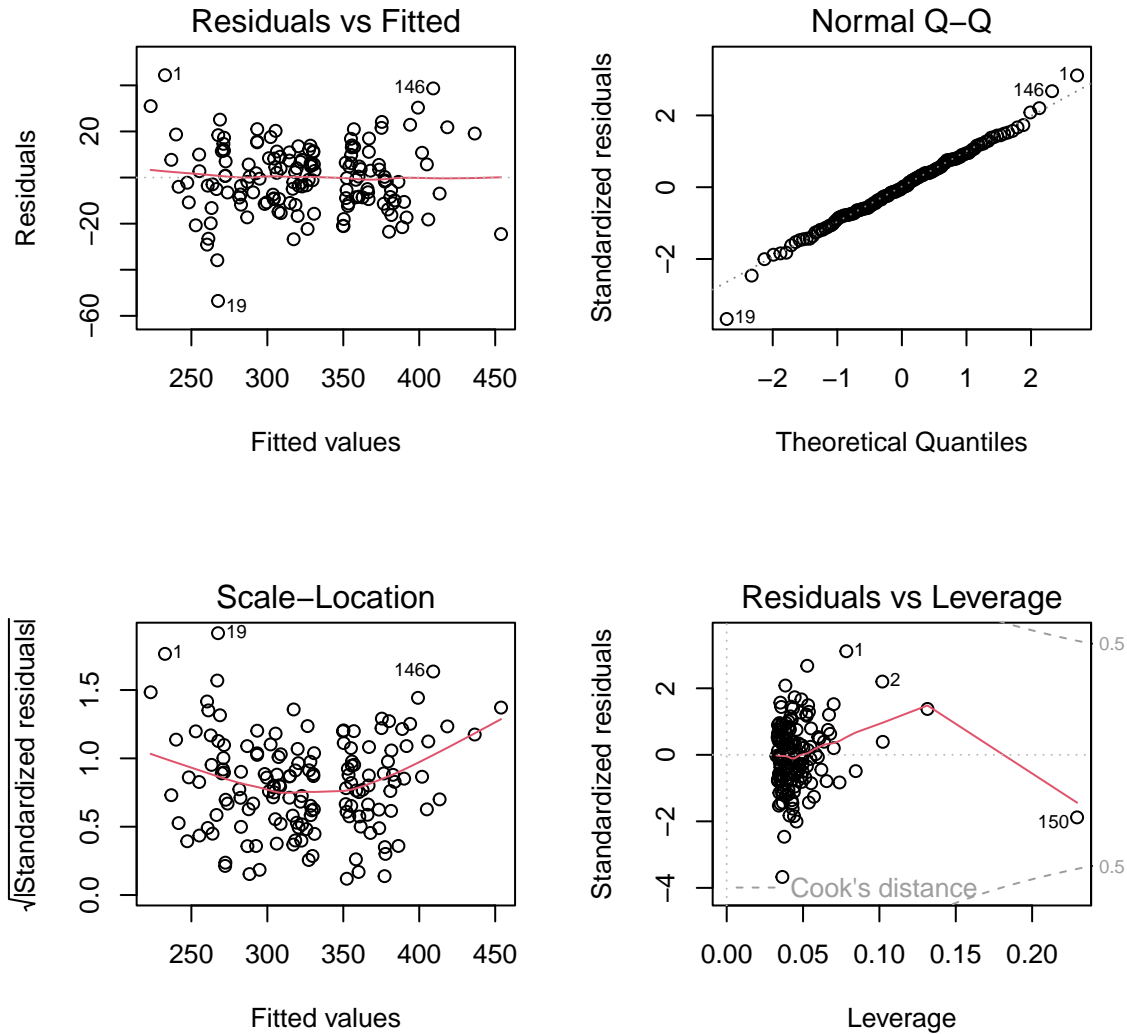 Residuals vs Fitted
Residuals
20
−20
−60
1
146
19
250 300 350 400 450
Fitted values
Normal Q−Q
Standardized residuals
2
0
−2
1
146
19
−2 −1 0 1 2
Theoretical Quantiles
Scale−Location
√|Standardized residuals|
1.5
1.0
0.5
0.0
19
1
146
250 300 350 400 450
Fitted values
Residuals vs Leverage
Standardized residuals
2
0
−2
−4
1
2
150
0.5
0.5
Cook's distance
0.00 0.05 0.10 0.15 0.20
Leverage